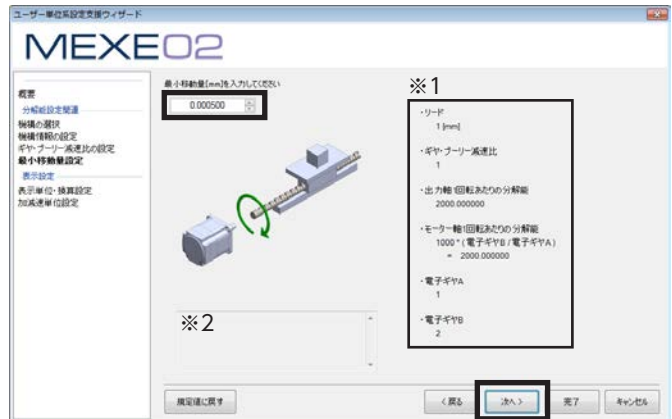 ユーザー単位系設定支援ウィザード
MEXE02
概要
分解能設定関連
機構の選択
機構情報の設定
ギヤ・プーリー減速比の設定
最小移動量設定
表示設定
表示単位・換算設定
加減速単位設定
最小移動量[mm]を入力してください
0.000500
※1
・リード
1 [mm]
・ギヤ・プーリー減速比
1
・出力軸1回転あたりの分解能
2000.000000
・モーター軸1回転あたりの分解能
1000 * ( 電子ギヤB / 電子ギヤA )
= 2000.000000
・電子ギヤA
1
・電子ギヤB
2
※2
規定値に戻す
< 戻る
次へ >
完了
キャンセル